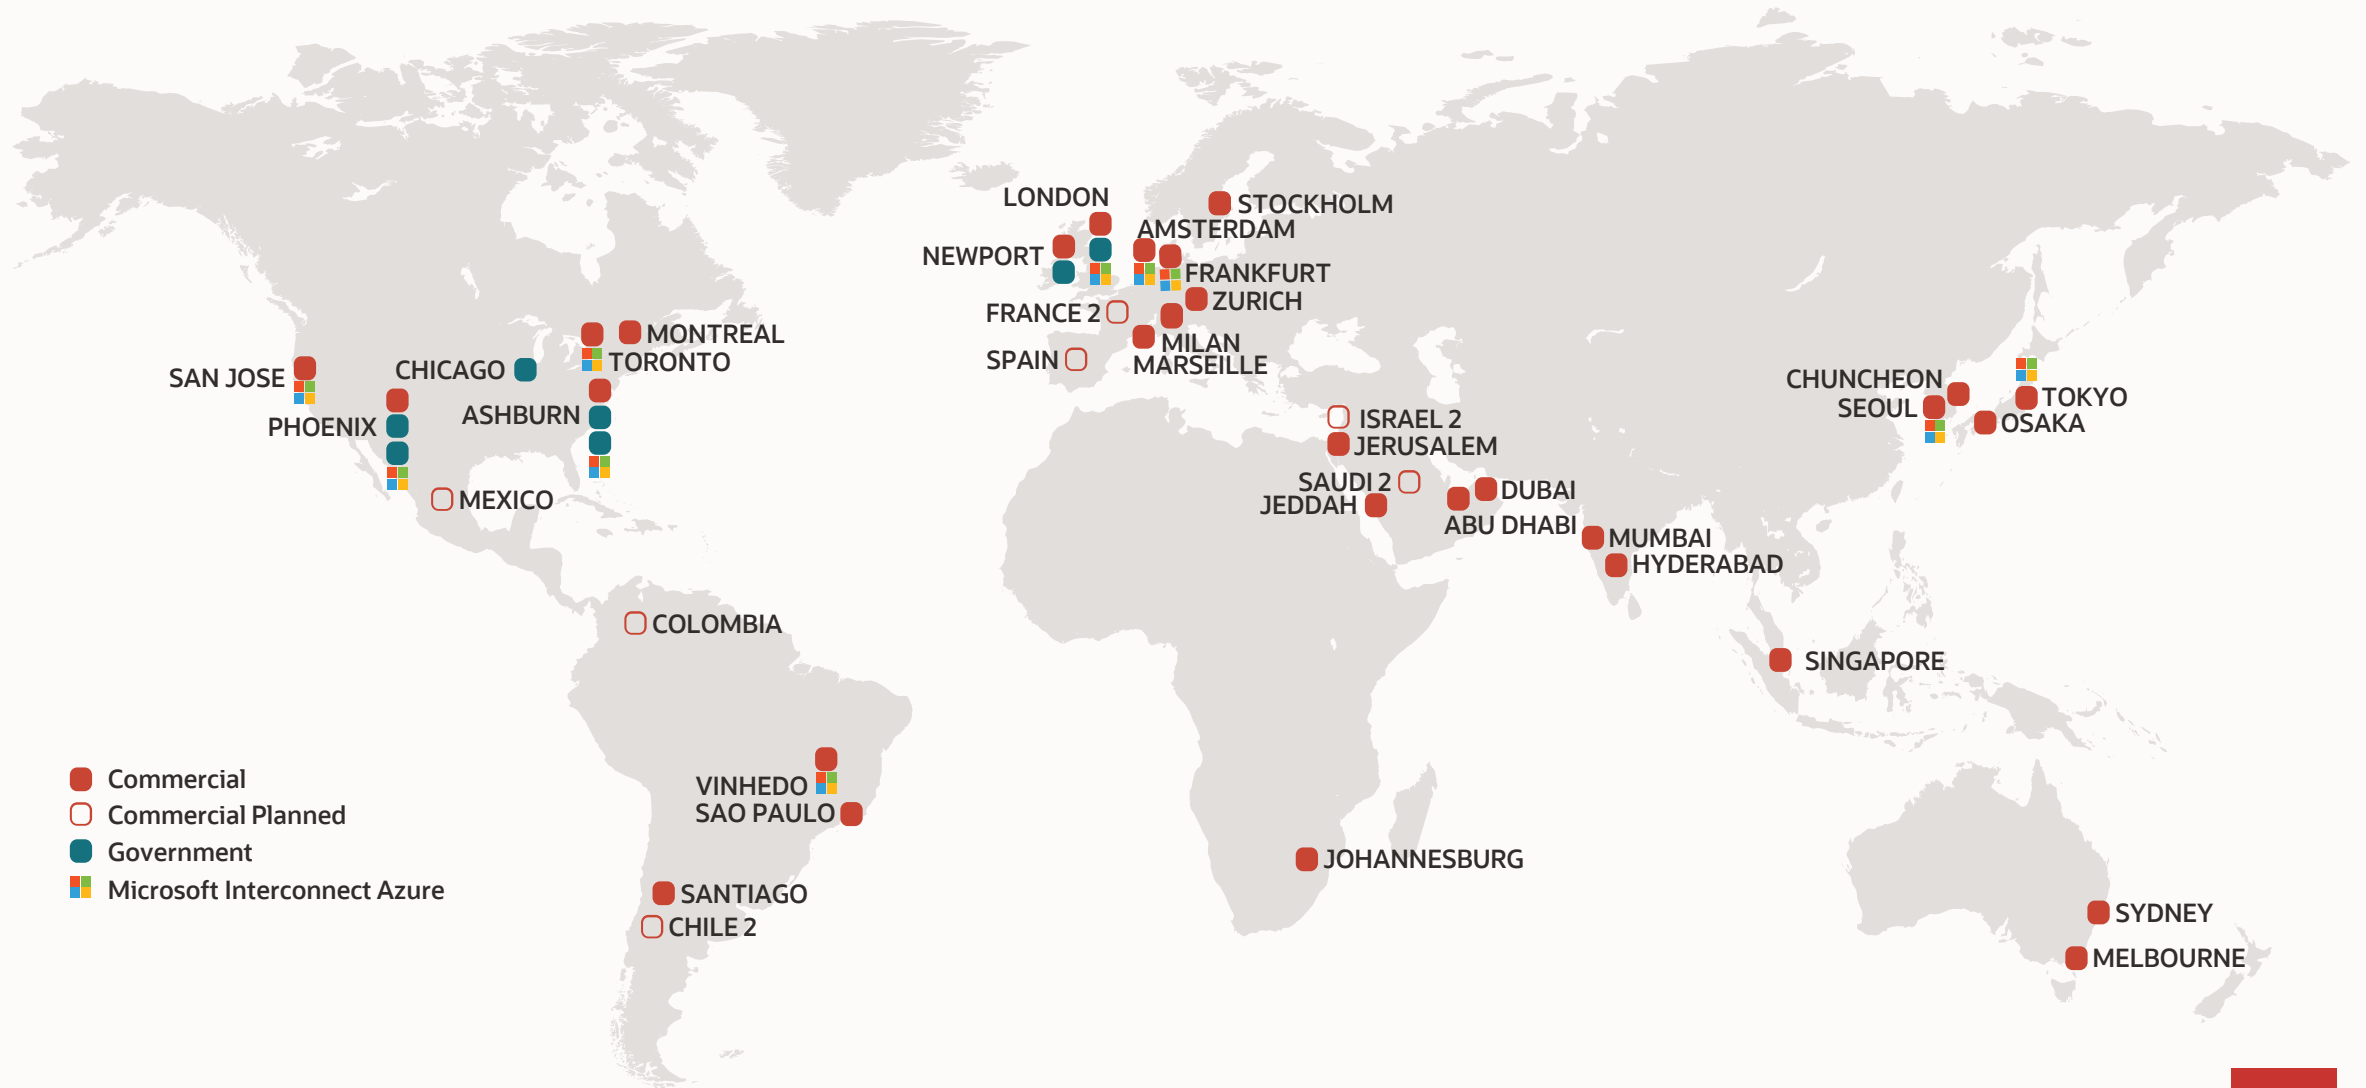 LONDON
STOCKHOLM
AMSTERDAM
NEWPORT
FRANKFURT
ZURICH
FRANCE 2
MONTREAL
MILAN
SPAIN
TORONTO
MARSEILLE
CHICAGO
SAN JOSE
CHUNCHEON
TOKYO
SEOUL
ASHBURN
ISRAEL 2
OSAKA
PHOENIX
JERUSALEM
SAUDI 2
DUBAI
MEXICO
JEDDAH
ABU DHABI
MUMBAI
HYDERABAD
COLOMBIA
SINGAPORE
VINHEDO
SAO PAULO
JOHANNESBURG
SANTIAGO
SYDNEY
CHILE 2
MELBOURNE
Commercial
Commercial Planned
Government
Microsoft Interconnect Azure